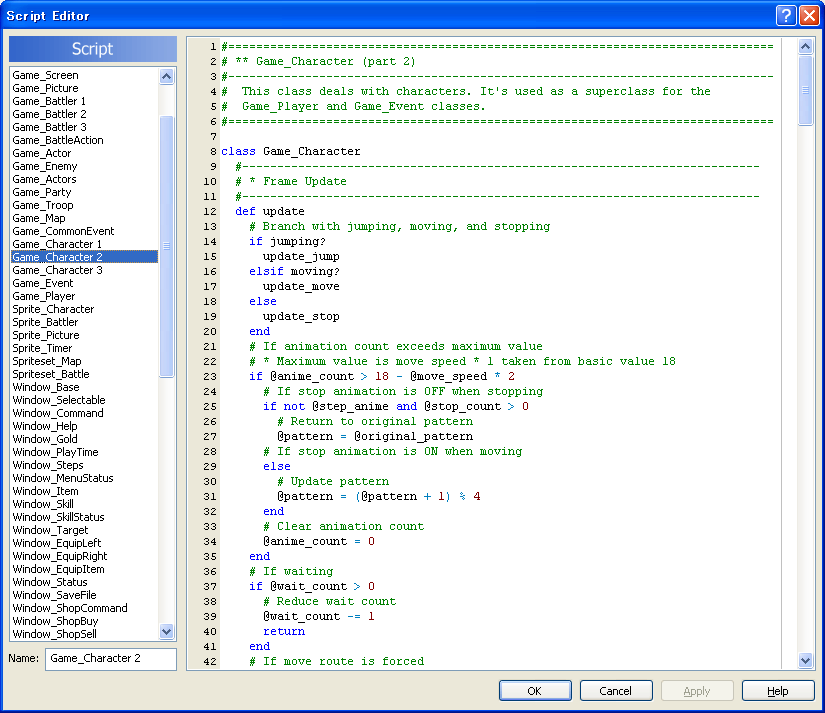 Script Editor
Script
Game_Screen
Game_Picture
Game_Battler 1
Game_Battler 2
Game_Battler 3
Game_BattleAction
Game_Actor
Game_Enemy
Game_Actors
Game_Party
Game_Troop
Game_Map
Game_CommonEvent
Game_Character 1
Game_Character 2
Game_Character 3
Game_Event
Game_Player
Sprite_Character
Sprite_Battler
Sprite_Picture
Sprite_Timer
Spriteset_Map
Spriteset_Battle
Window_Base
Window_Selectable
Window_Command
Window_Help
Window_Gold
Window_PlayTime
Window_Steps
Window_MenuStatus
Window_Item
Window_Skill
Window_SkillStatus
Window_Target
Window_EquipLeft
Window_EquipRight
Window_EquipItem
Window_Status
Window_SaveFile
Window_ShopCommand
Window_ShopBuy
Window_ShopSell
Name: Game_Character 2
1 #==============================================================================
2 # ** Game_Character (part 2)
3 #------------------------------------------------------------------------------
4 #  This class deals with characters. It's used as a superclass for the
5 #  Game_Player and Game_Event classes.
6 #==============================================================================
7
8 class Game_Character
9   #--------------------------------------------------------------------------
10   # * Frame Update
11   #--------------------------------------------------------------------------
12   def update
13     # Branch with jumping, moving, and stopping
14     if jumping?
15       update_jump
16     elsif moving?
17       update_move
18     else
19       update_stop
20     end
21     # If animation count exceeds maximum value
22     # * Maximum value is move speed * 1 taken from basic value 18
23     if @anime_count > 18 - @move_speed * 2
24       # If stop animation is OFF when stopping
25       if not @step_anime and @stop_count > 0
26         # Return to original pattern
27         @pattern = @original_pattern
28       # If stop animation is ON when moving
29       else
30         # Update pattern
31         @pattern = (@pattern + 1) % 4
32       end
33       # Clear animation count
34       @anime_count = 0
35     end
36     # If waiting
37     if @wait_count > 0
38       # Reduce wait count
39       @wait_count -= 1
40       return
41     end
42     # If move route is forced
OK Cancel Apply Help